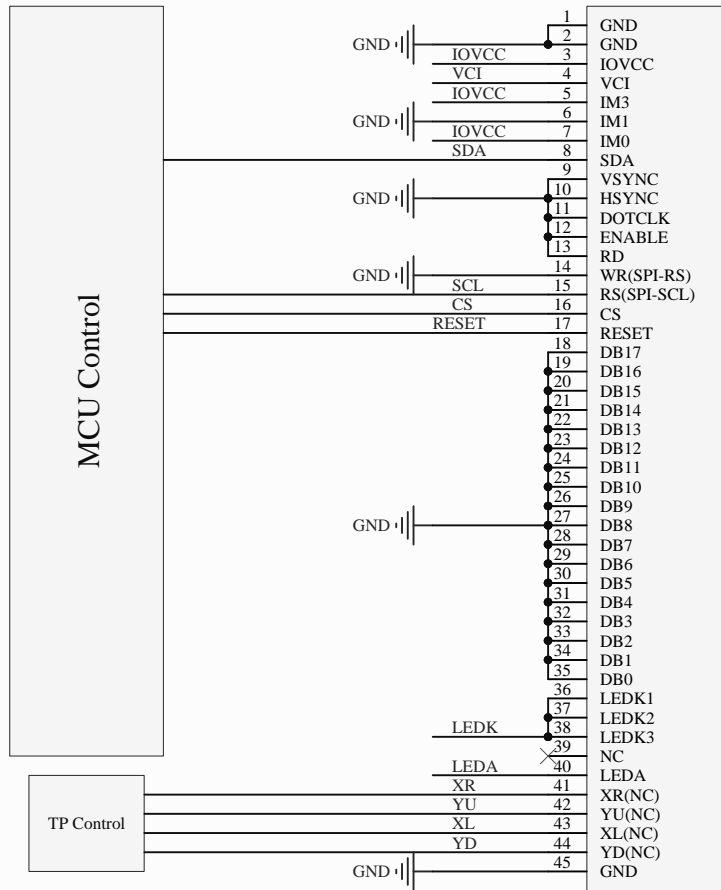 MCU Control
TP Control
1 GND
GND 2 GND
IOVCC 3 IOVCC
VCI 4 VCI
IOVCC 5 IM3
GND 6 IM1
IOVCC 7 IM0
SDA 8 SDA
9 VSYNC
GND 10 HSYNC
11 DOTCLK
12 ENABLE
13 RD
GND 14 WR(SPI-RS)
SCL 15 RS(SPI-SCL)
CS 16 CS
RESET 17 RESET
18 DB17
19 DB16
20 DB15
21 DB14
22 DB13
23 DB12
24 DB11
25 DB10
26 DB9
GND 27 DB8
28 DB7
29 DB6
30 DB5
31 DB4
32 DB3
33 DB2
34 DB1
35 DB0
36 LEDK1
37 LEDK2
LEDK 38 LEDK3
39 NC
LEDA 40 LEDA
XR 41 XR(NC)
YU 42 YU(NC)
XL 43 XL(NC)
YD 44 YD(NC)
GND 45 GND